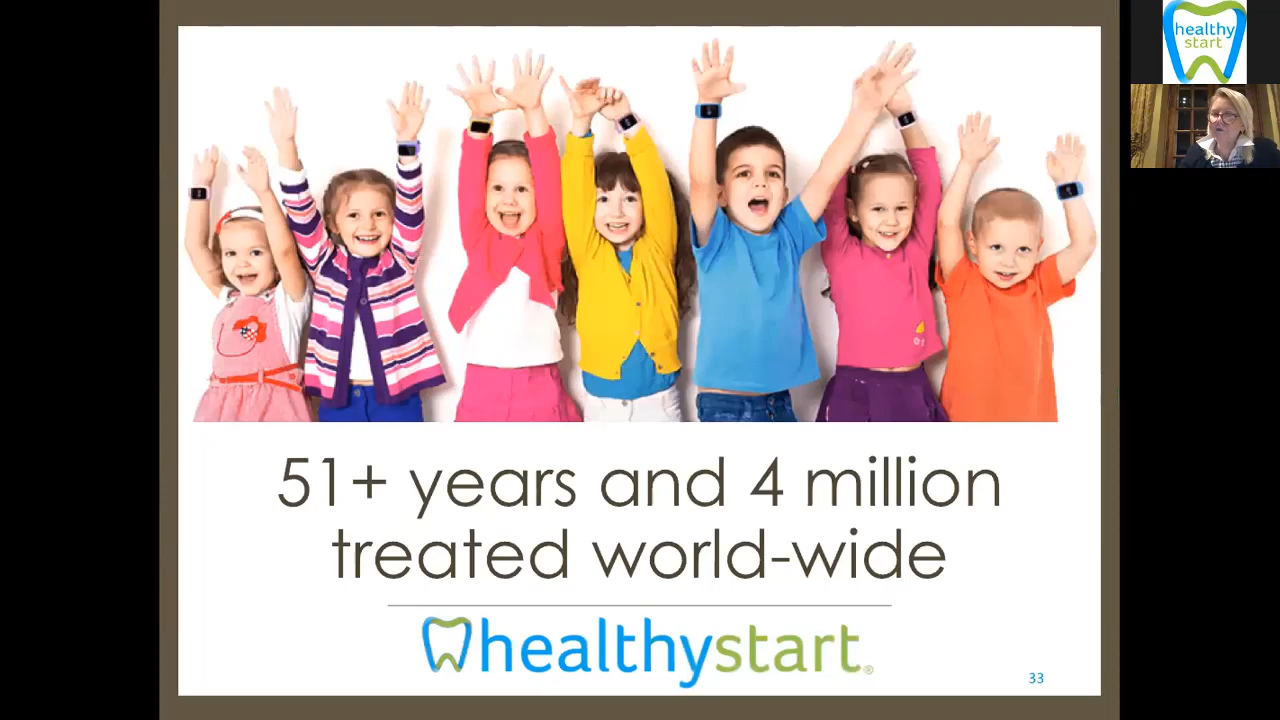 healthy
start
51+ years and 4 million
treated world-wide
healthystart®
33